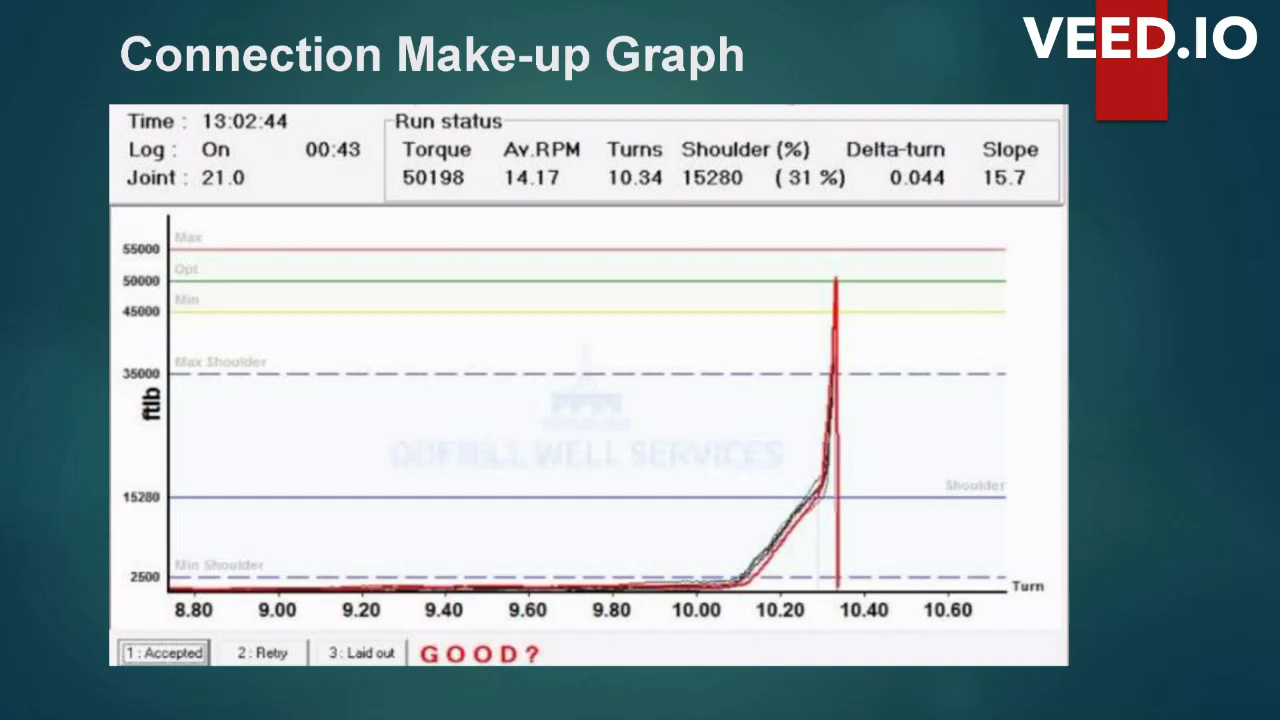 Connection Make-up Graph
VEED.IO
Time : 13:02:44
Log : On 00:43
Joint : 21.0
Run status
Torque Av.RPM Turns Shoulder (%) Delta-turn Slope
50198 14.17 10.34 15280 ( 31 %) 0.044 15.7
Max
55000
Opt
50000
Min
45000
Max Shoulder
35000
ftlb
ODFJELL WELL SERVICES
Shoulder
15280
Min Shoulder
2500
Turn
8.80 9.00 9.20 9.40 9.60 9.80 10.00 10.20 10.40 10.60
1 : Accepted 2 : Retry 3 : Laid out GOOD?